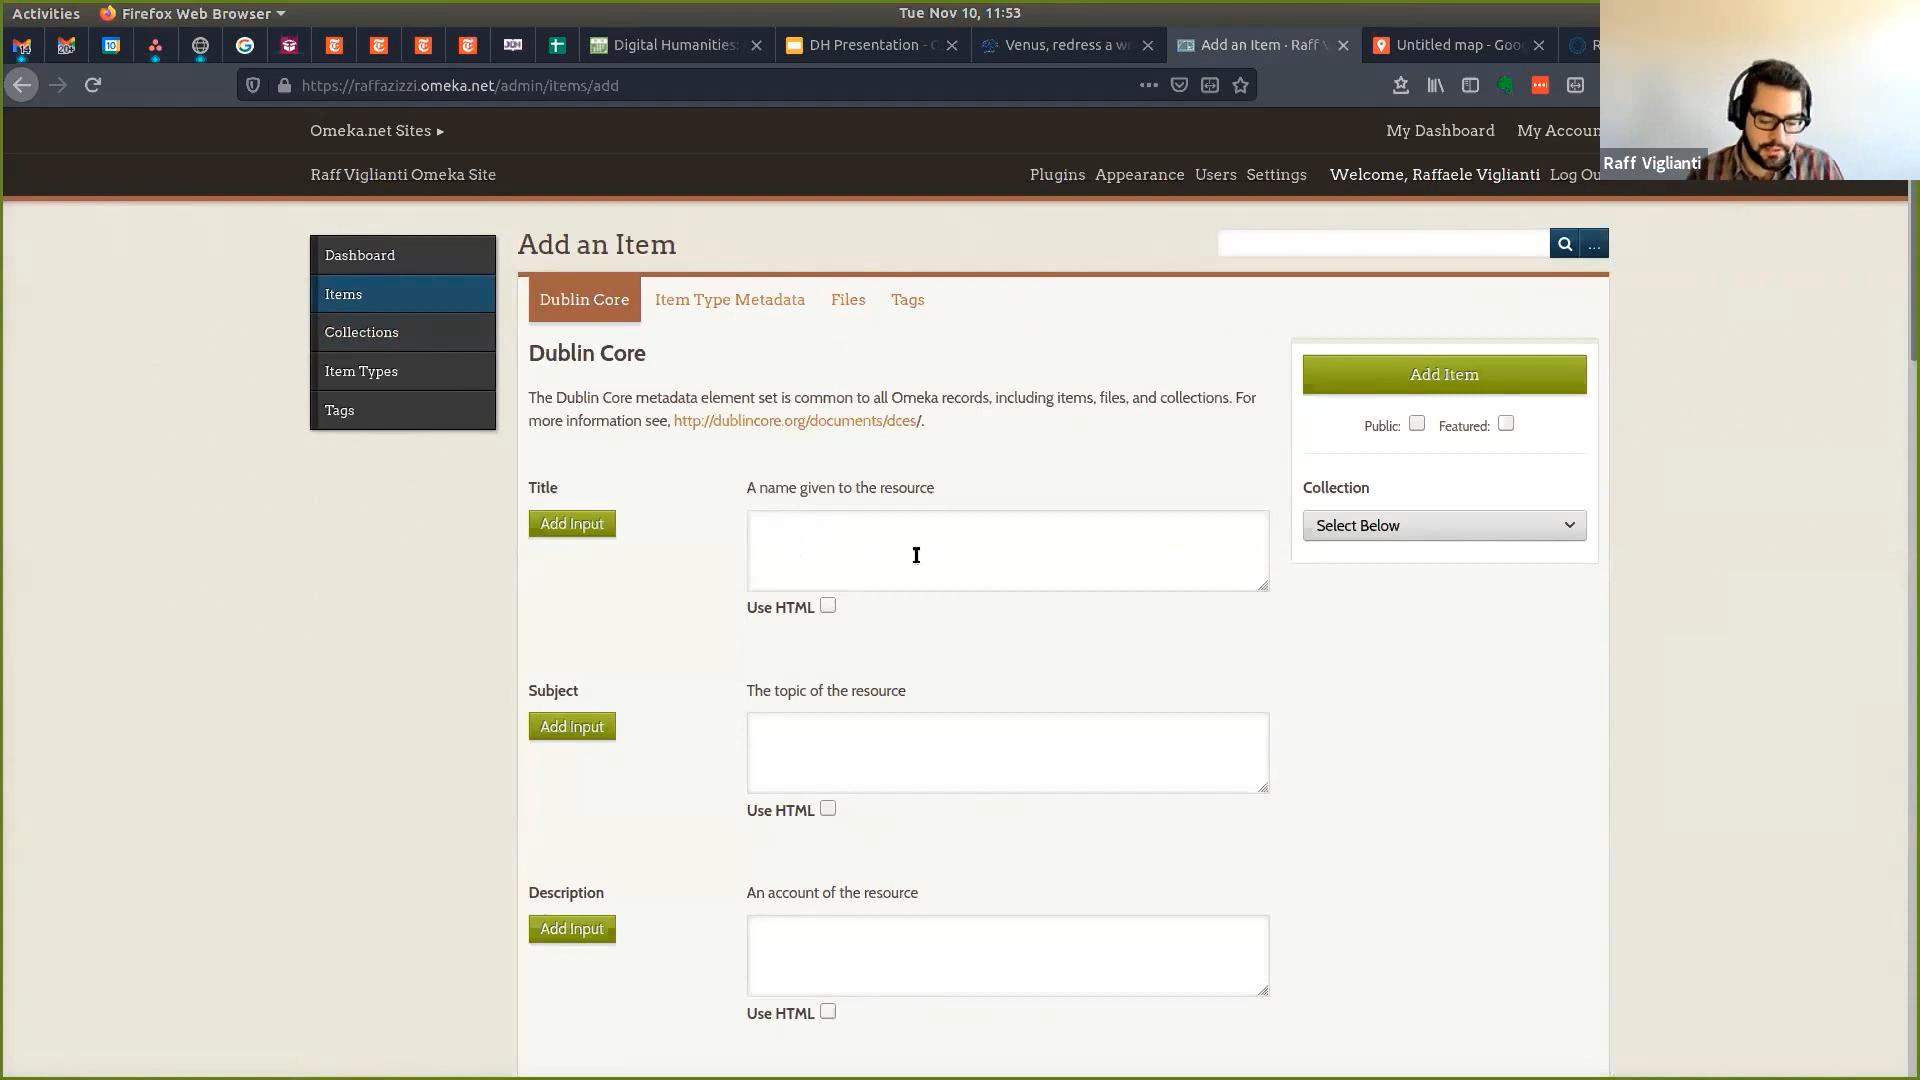 Activities
Firefox Web Browser
Tue Nov 10, 11:53
Digital Humanities:
DH Presentation -
Venus, redress a w
Add an Item · Raff V
Untitled map - Goo
https://raffazizzi.omeka.net/admin/items/add
Omeka.net Sites ▸
My Dashboard
My Accoun
Raff Viglianti Omeka Site
Plugins
Appearance
Users
Settings
Welcome, Raffaele Viglianti
Log Ou
Raff Viglianti
Dashboard
Items
Collections
Item Types
Tags
Add an Item
...
Dublin Core
Item Type Metadata
Files
Tags
Dublin Core
The Dublin Core metadata element set is common to all Omeka records, including items, files, and collections. For
more information see, http://dublincore.org/documents/dces/.
Add Item
Public:
Featured:
Collection
Select Below
Title
A name given to the resource
Add Input
Use HTML
Subject
The topic of the resource
Add Input
Use HTML
Description
An account of the resource
Add Input
Use HTML